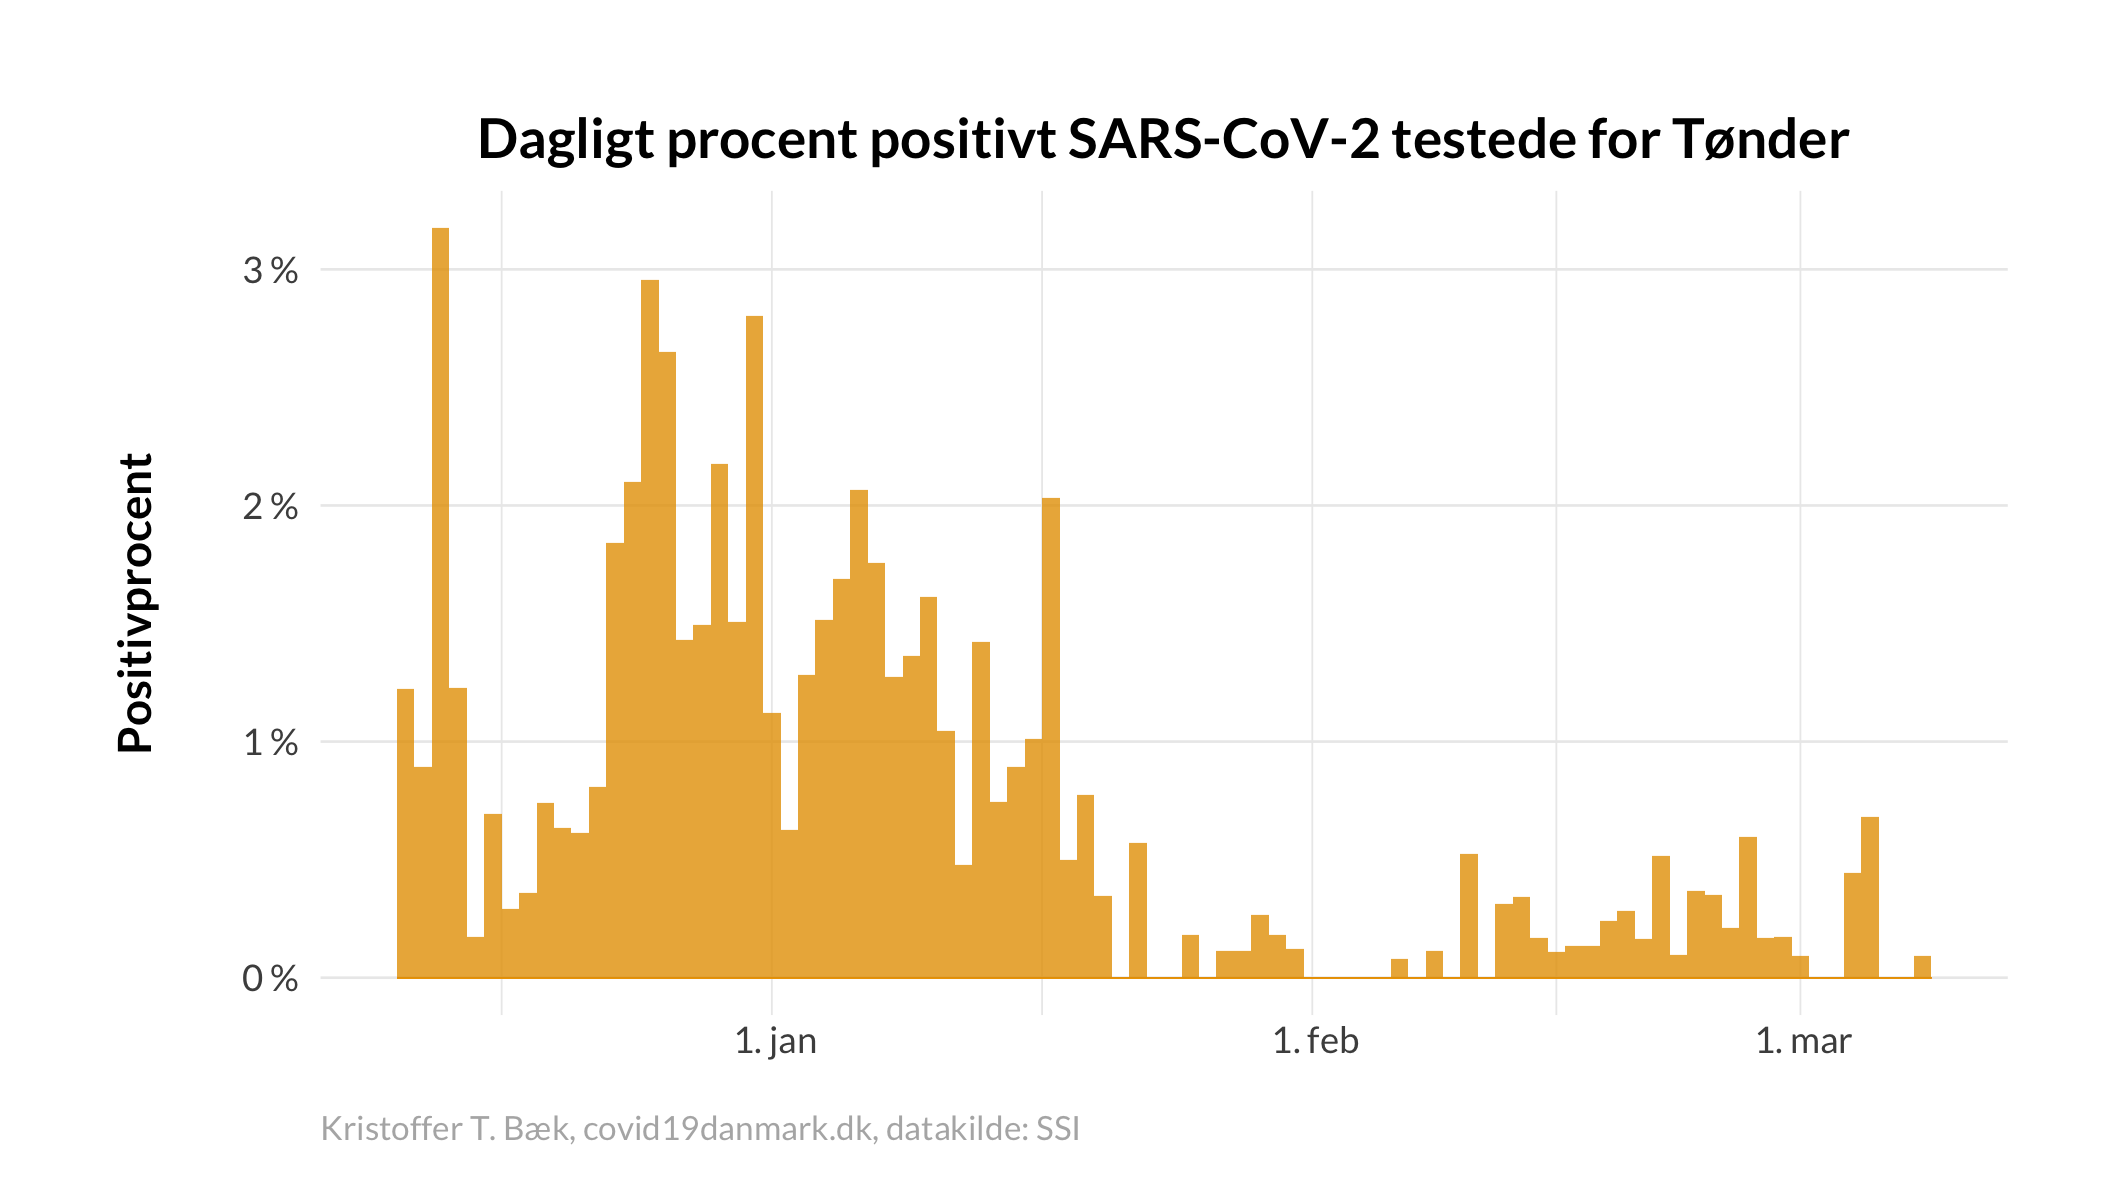 Dagligt procent positivt SARS-CoV-2 testede for Tønder
Positivprocent
3 %
2 %
1 %
0 %
1. jan
1. feb
1. mar
Kristoffer T. Bæk, covid19danmark.dk, datakilde: SSI